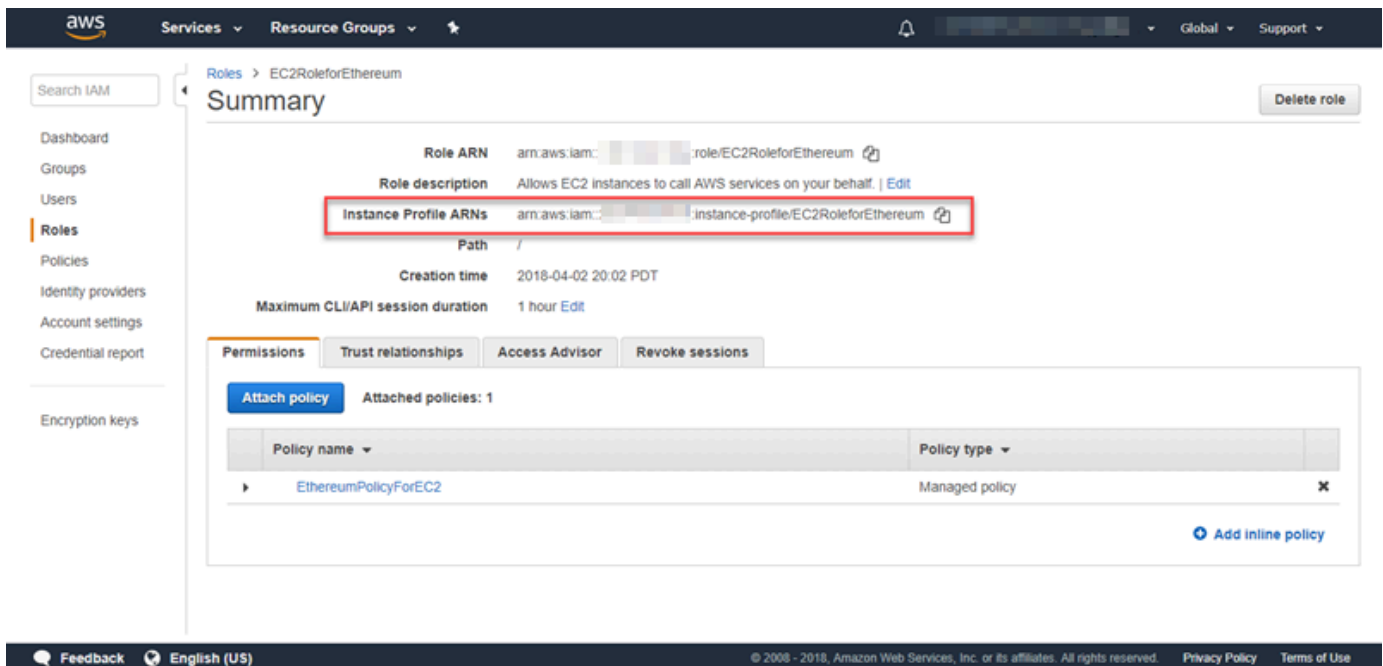 aws Services Resource Groups Global Support
Search IAM
Dashboard
Groups
Users
Roles
Policies
Identity providers
Account settings
Credential report
Encryption keys
Roles > EC2RoleforEthereum
Summary Delete role
Role ARN arn:aws:iam:: :role/EC2RoleforEthereum
Role description Allows EC2 instances to call AWS services on your behalf. | Edit
Instance Profile ARNs arn:aws:iam:: :instance-profile/EC2RoleforEthereum
Path /
Creation time 2018-04-02 20:02 PDT
Maximum CLI/API session duration 1 hour Edit
Permissions Trust relationships Access Advisor Revoke sessions
Attach policy Attached policies: 1
Policy name Policy type
EthereumPolicyForEC2 Managed policy
Add inline policy
Feedback English (US) © 2008 - 2018, Amazon Web Services, Inc. or its affiliates. All rights reserved. Privacy Policy Terms of Use